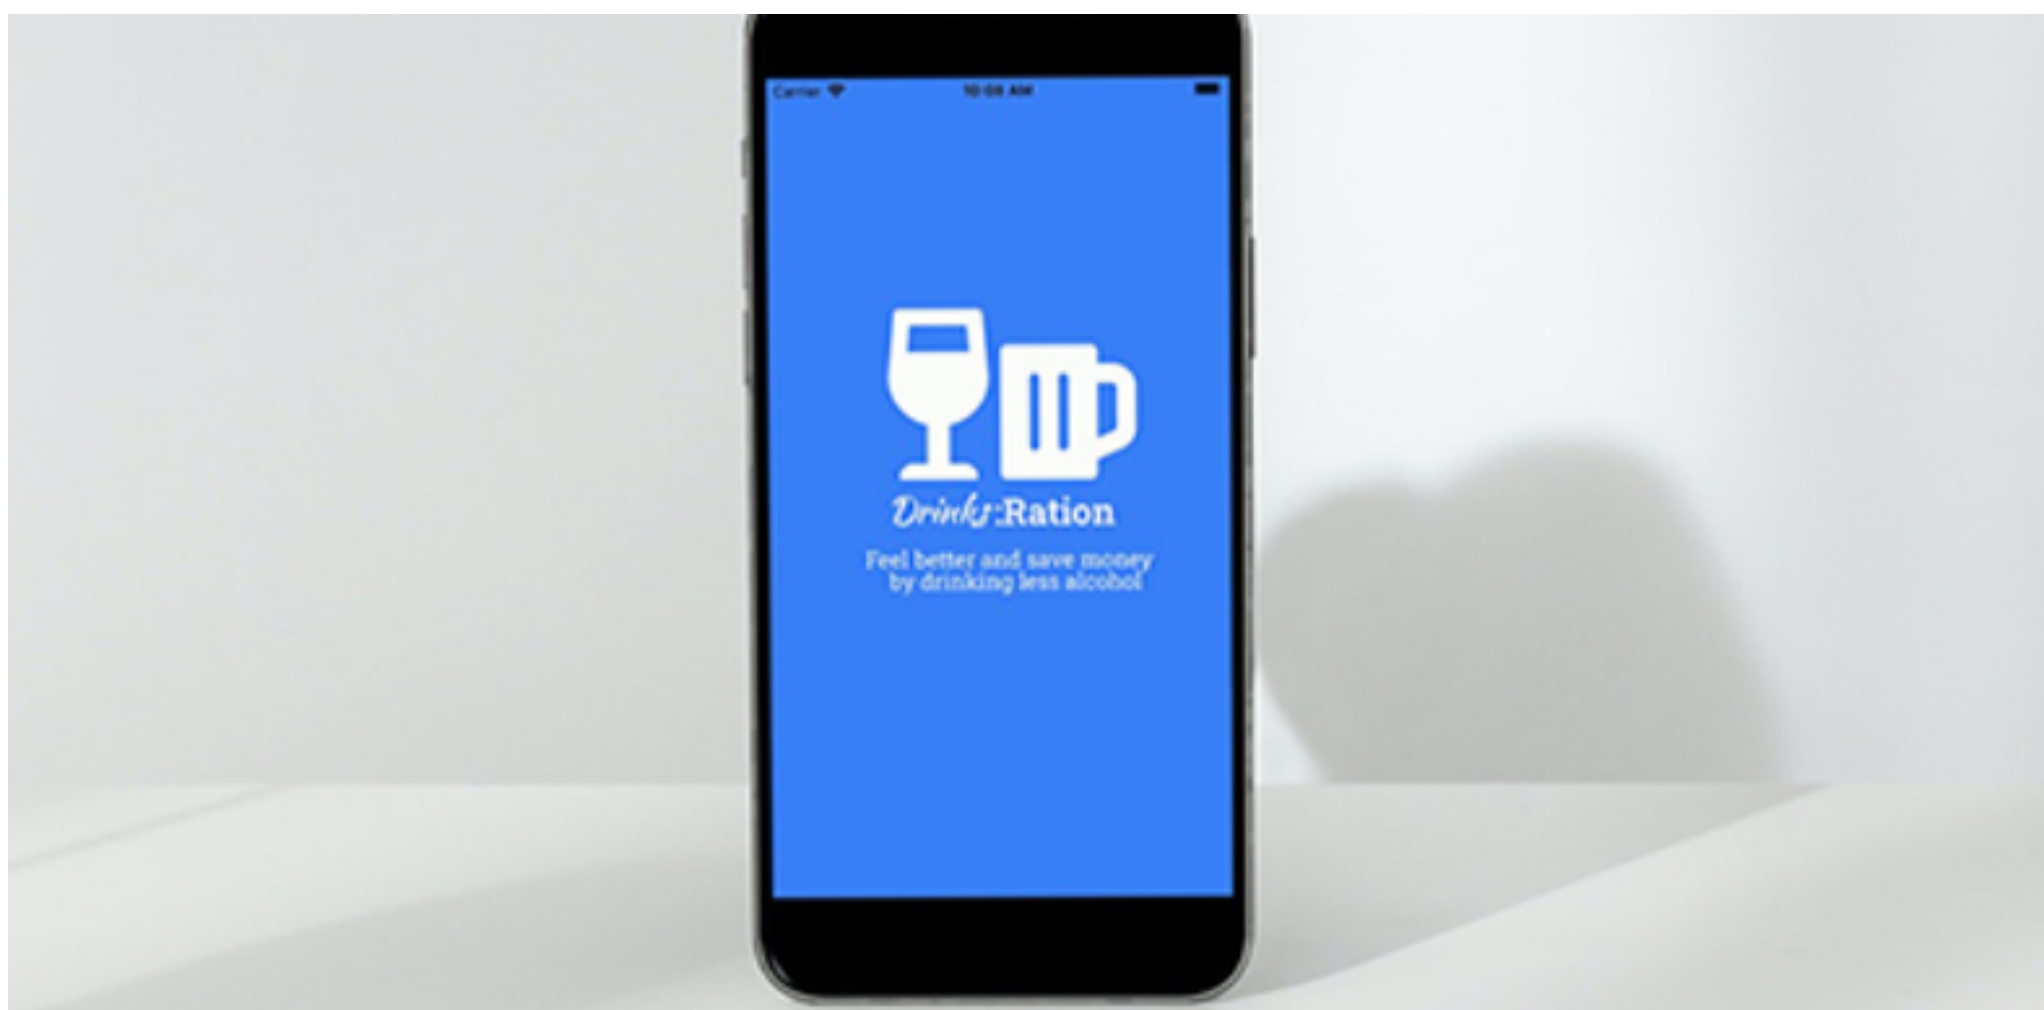 Carrier
10:08 AM
Drinks:Ration
Feel better and save money
by drinking less alcohol